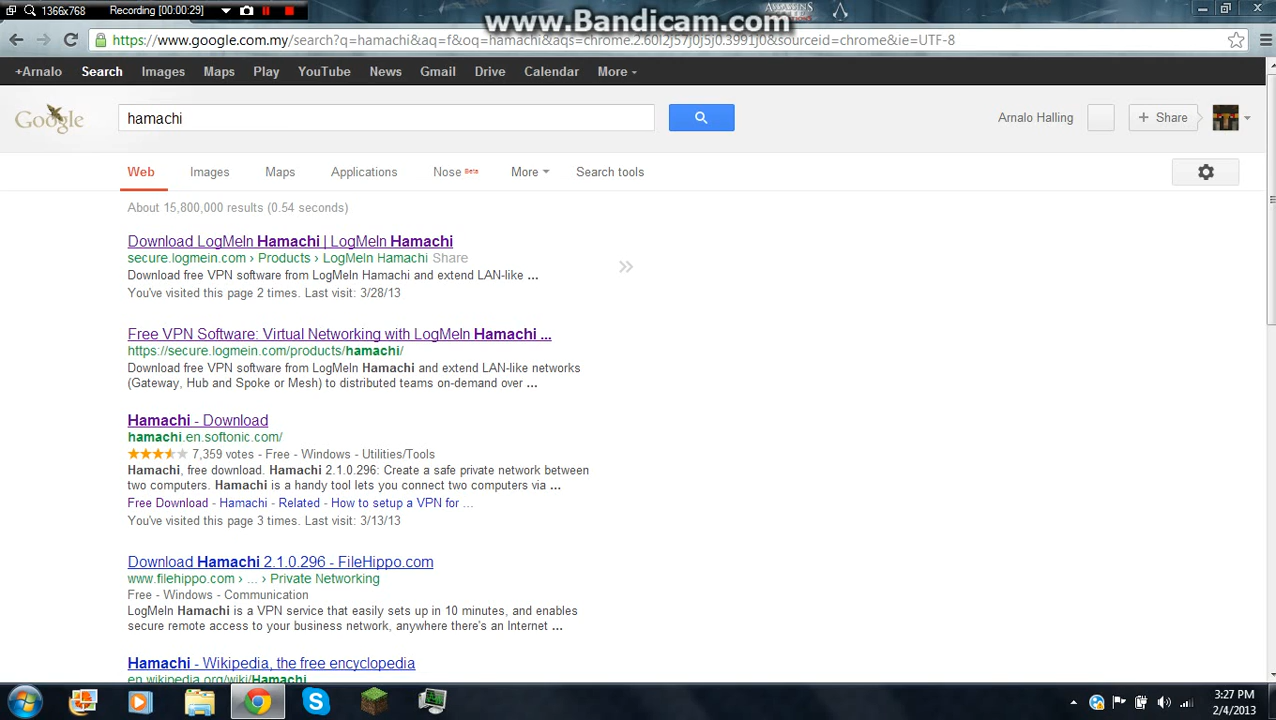 1366x768 Recording [00:00:29]
www.Bandicam.com
https://www.google.com.my/search?q=hamachi&aq=f&oq=hamachi&aqs=chrome.2.60l2j57j0j5j0.3991j0&sourceid=chrome&ie=UTF-8
+Arnalo Search Images Maps Play YouTube News Gmail Drive Calendar More
Google hamachi Arnalo Halling + Share
Web Images Maps Applications Nose Beta More Search tools
About 15,800,000 results (0.54 seconds)
Download LogMeIn Hamachi | LogMeIn Hamachi
secure.logmein.com › Products › LogMeIn Hamachi Share
Download free VPN software from LogMeIn Hamachi and extend LAN-like ...
You've visited this page 2 times. Last visit: 3/28/13
Free VPN Software: Virtual Networking with LogMeIn Hamachi ...
https://secure.logmein.com/products/hamachi/
Download free VPN software from LogMeIn Hamachi and extend LAN-like networks
(Gateway, Hub and Spoke or Mesh) to distributed teams on-demand over ...
Hamachi - Download
hamachi.en.softonic.com/
7,359 votes - Free - Windows - Utilities/Tools
Hamachi, free download. Hamachi 2.1.0.296: Create a safe private network between
two computers. Hamachi is a handy tool lets you connect two computers via ...
Free Download - Hamachi - Related - How to setup a VPN for ...
You've visited this page 3 times. Last visit: 3/13/13
Download Hamachi 2.1.0.296 - FileHippo.com
www.filehippo.com › ... › Private Networking
Free - Windows - Communication
LogMeIn Hamachi is a VPN service that easily sets up in 10 minutes, and enables
secure remote access to your business network, anywhere there's an Internet ...
Hamachi - Wikipedia, the free encyclopedia
en.wikipedia.org/wiki/Hamachi
3:27 PM
2/4/2013